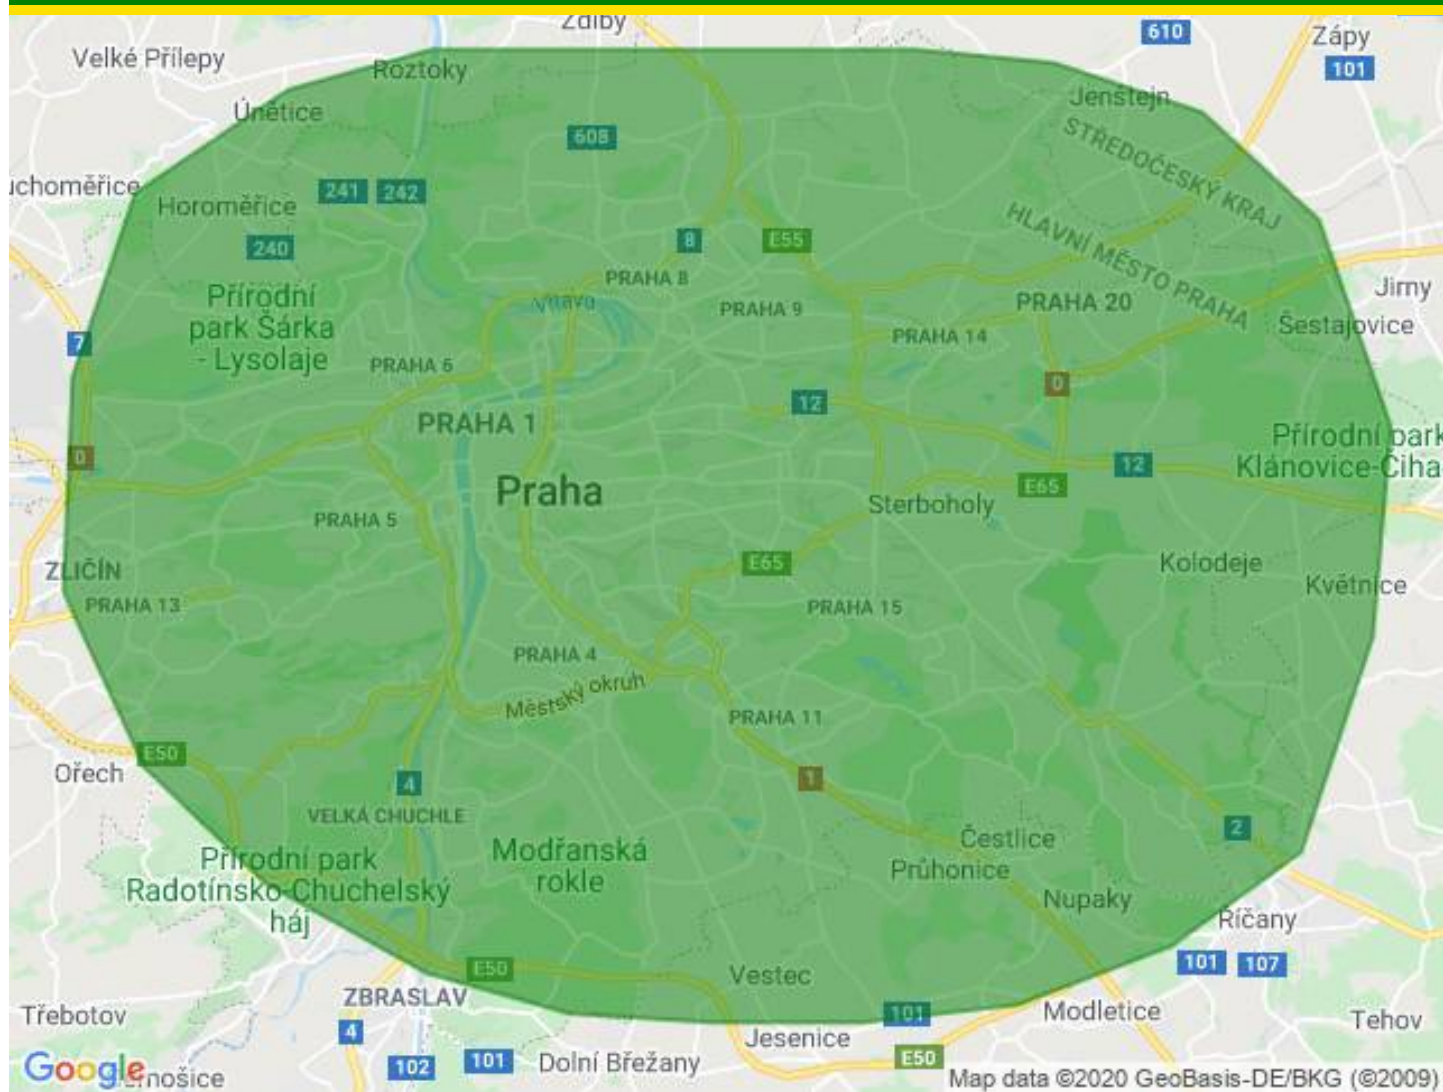 Zdiby
610
Zápy
101
Velké Přílepy
Roztoky
Jenštejn
Únětice
608
STŘEDOČESKÝ KRAJ
uchoměřice
Horoměřice
241
242
HLAVNÍ MĚSTO PRAHA
240
8
E55
PRAHA 8
Jirny
Přírodní
park Šárka
- Lysolaje
Vltava
PRAHA 9
PRAHA 20
Šestajovice
7
PRAHA 14
PRAHA 6
0
12
PRAHA 1
Přírodní park
Klánovice-Čiha
0
12
Praha
E65
Sterboholy
PRAHA 5
E65
Kolodeje
ZLIČÍN
Květnice
PRAHA 13
PRAHA 15
PRAHA 4
Městský okruh
PRAHA 11
E50
Ořech
4
1
VELKÁ CHUCHLE
2
Čestlice
Modřanská
rokle
Přírodní park
Radotínsko-Chuchelský
háj
Průhonice
Nupaky
Říčany
E50
101
107
Vestec
ZBRASLAV
101
Modletice
Třebotov
Tehov
4
Jesenice
102
101
Dolní Břežany
E50
Google
rnošice
Map data ©2020 GeoBasis-DE/BKG (©2009)